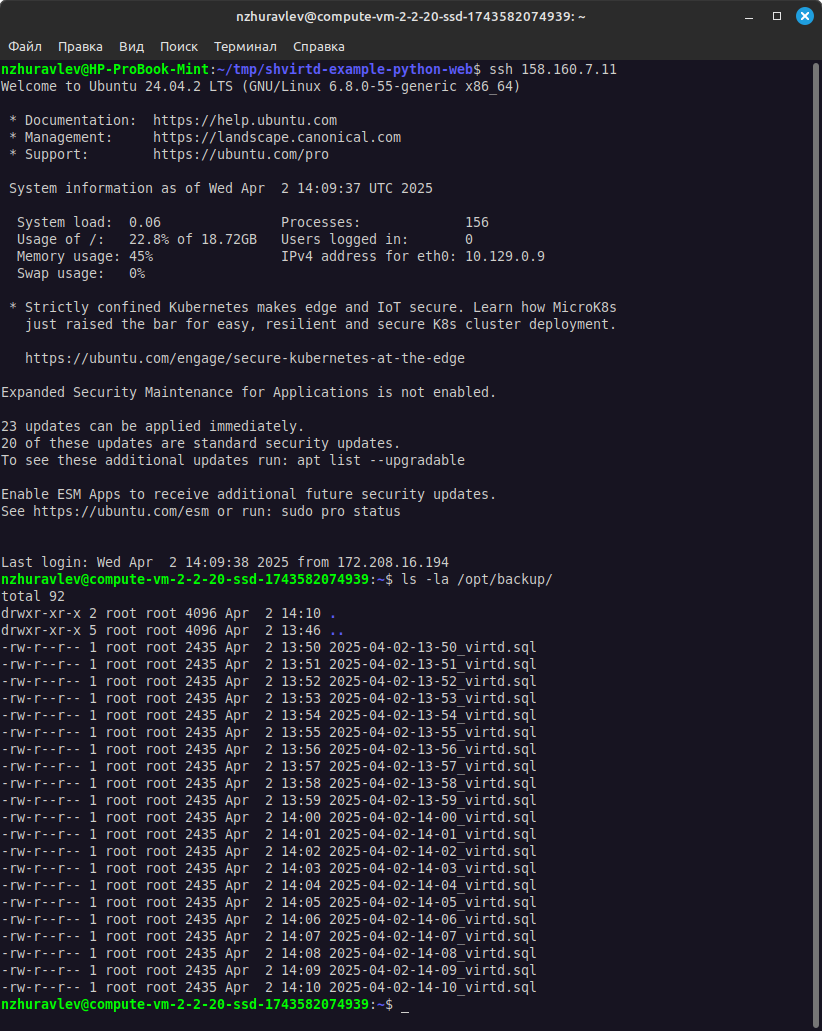 nzhuravlev@compute-vm-2-2-20-ssd-1743582074939: ~
Файл Правка Вид Поиск Терминал Справка
nzhuravlev@HP-ProBook-Mint:~/tmp/shvirtd-example-python-web$ ssh 158.160.7.11
Welcome to Ubuntu 24.04.2 LTS (GNU/Linux 6.8.0-55-generic x86_64)
* Documentation:  https://help.ubuntu.com
* Management:     https://landscape.canonical.com
* Support:        https://ubuntu.com/pro
System information as of Wed Apr  2 14:09:37 UTC 2025
System load:  0.06               Processes:             156
Usage of /:   22.8% of 18.72GB   Users logged in:       0
Memory usage: 45%                IPv4 address for eth0: 10.129.0.9
Swap usage:   0%
* Strictly confined Kubernetes makes edge and IoT secure. Learn how MicroK8s
just raised the bar for easy, resilient and secure K8s cluster deployment.
https://ubuntu.com/engage/secure-kubernetes-at-the-edge
Expanded Security Maintenance for Applications is not enabled.
23 updates can be applied immediately.
20 of these updates are standard security updates.
To see these additional updates run: apt list --upgradable
Enable ESM Apps to receive additional future security updates.
See https://ubuntu.com/esm or run: sudo pro status
Last login: Wed Apr  2 14:09:38 2025 from 172.208.16.194
nzhuravlev@compute-vm-2-2-20-ssd-1743582074939:~$ ls -la /opt/backup/
total 92
drwxr-xr-x 2 root root 4096 Apr  2 14:10 .
drwxr-xr-x 5 root root 4096 Apr  2 13:46 ..
-rw-r--r-- 1 root root 2435 Apr  2 13:50 2025-04-02-13-50_virtd.sql
-rw-r--r-- 1 root root 2435 Apr  2 13:51 2025-04-02-13-51_virtd.sql
-rw-r--r-- 1 root root 2435 Apr  2 13:52 2025-04-02-13-52_virtd.sql
-rw-r--r-- 1 root root 2435 Apr  2 13:53 2025-04-02-13-53_virtd.sql
-rw-r--r-- 1 root root 2435 Apr  2 13:54 2025-04-02-13-54_virtd.sql
-rw-r--r-- 1 root root 2435 Apr  2 13:55 2025-04-02-13-55_virtd.sql
-rw-r--r-- 1 root root 2435 Apr  2 13:56 2025-04-02-13-56_virtd.sql
-rw-r--r-- 1 root root 2435 Apr  2 13:57 2025-04-02-13-57_virtd.sql
-rw-r--r-- 1 root root 2435 Apr  2 13:58 2025-04-02-13-58_virtd.sql
-rw-r--r-- 1 root root 2435 Apr  2 13:59 2025-04-02-13-59_virtd.sql
-rw-r--r-- 1 root root 2435 Apr  2 14:00 2025-04-02-14-00_virtd.sql
-rw-r--r-- 1 root root 2435 Apr  2 14:01 2025-04-02-14-01_virtd.sql
-rw-r--r-- 1 root root 2435 Apr  2 14:02 2025-04-02-14-02_virtd.sql
-rw-r--r-- 1 root root 2435 Apr  2 14:03 2025-04-02-14-03_virtd.sql
-rw-r--r-- 1 root root 2435 Apr  2 14:04 2025-04-02-14-04_virtd.sql
-rw-r--r-- 1 root root 2435 Apr  2 14:05 2025-04-02-14-05_virtd.sql
-rw-r--r-- 1 root root 2435 Apr  2 14:06 2025-04-02-14-06_virtd.sql
-rw-r--r-- 1 root root 2435 Apr  2 14:07 2025-04-02-14-07_virtd.sql
-rw-r--r-- 1 root root 2435 Apr  2 14:08 2025-04-02-14-08_virtd.sql
-rw-r--r-- 1 root root 2435 Apr  2 14:09 2025-04-02-14-09_virtd.sql
-rw-r--r-- 1 root root 2435 Apr  2 14:10 2025-04-02-14-10_virtd.sql
nzhuravlev@compute-vm-2-2-20-ssd-1743582074939:~$ _